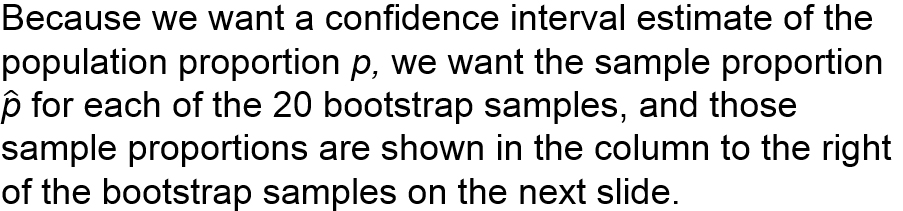 Because we want a confidence interval estimate of the
population proportion p, we want the sample proportion
p̂ for each of the 20 bootstrap samples, and those
sample proportions are shown in the column to the right
of the bootstrap samples on the next slide.